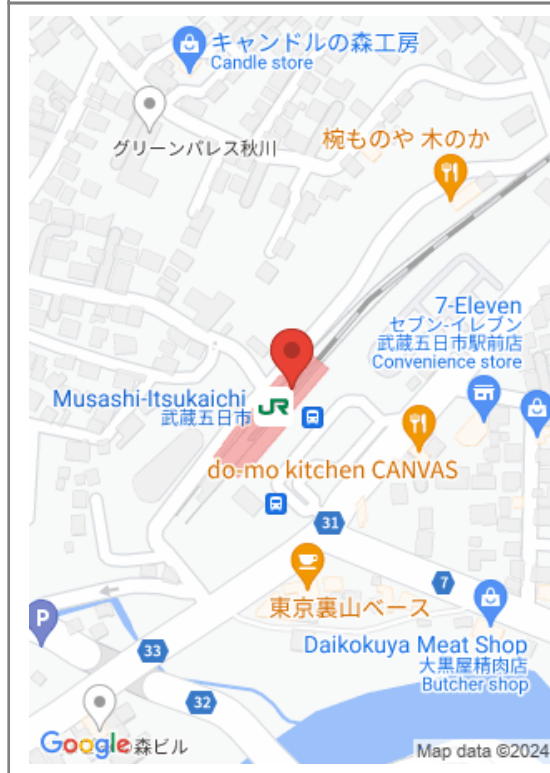 キャンドルの森工房
Candle store
グリーンパレス秋川
椀ものや 木のか
7-Eleven
セブン-イレブン
武蔵五日市駅前店
Convenience store
Musashi-Itsukaichi
武蔵五日市
JR
do-mo kitchen CANVAS
31
東京裏山ベース
7
P
Daikokuya Meat Shop
大黒屋精肉店
Butcher shop
33
32
Google
森ビル
Map data ©2024